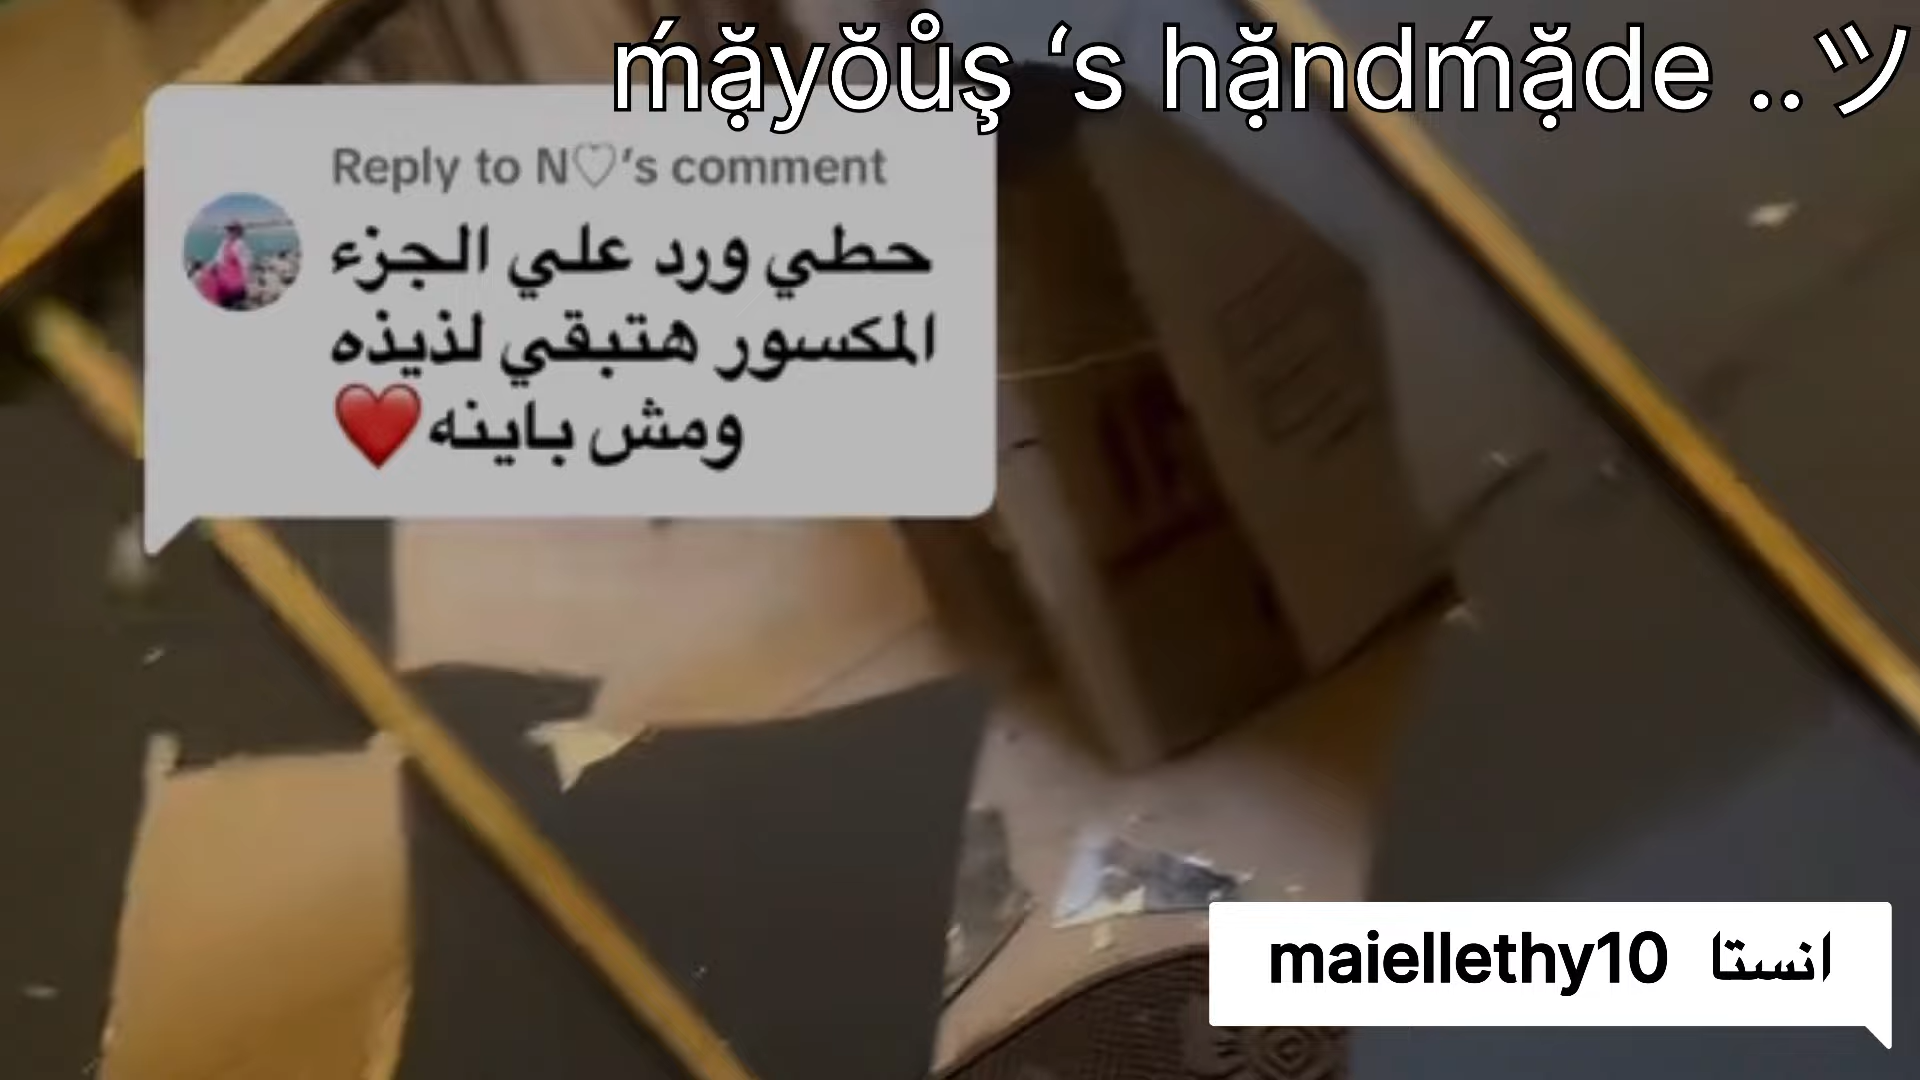 ḿặyŏůş ‘s hặndḿặde ..ツ
Reply to N♡’s comment
حطي ورد علي الجزء
المكسور هتبقي لذيذه
ومش باينه❤️
maiellethy10 انستا